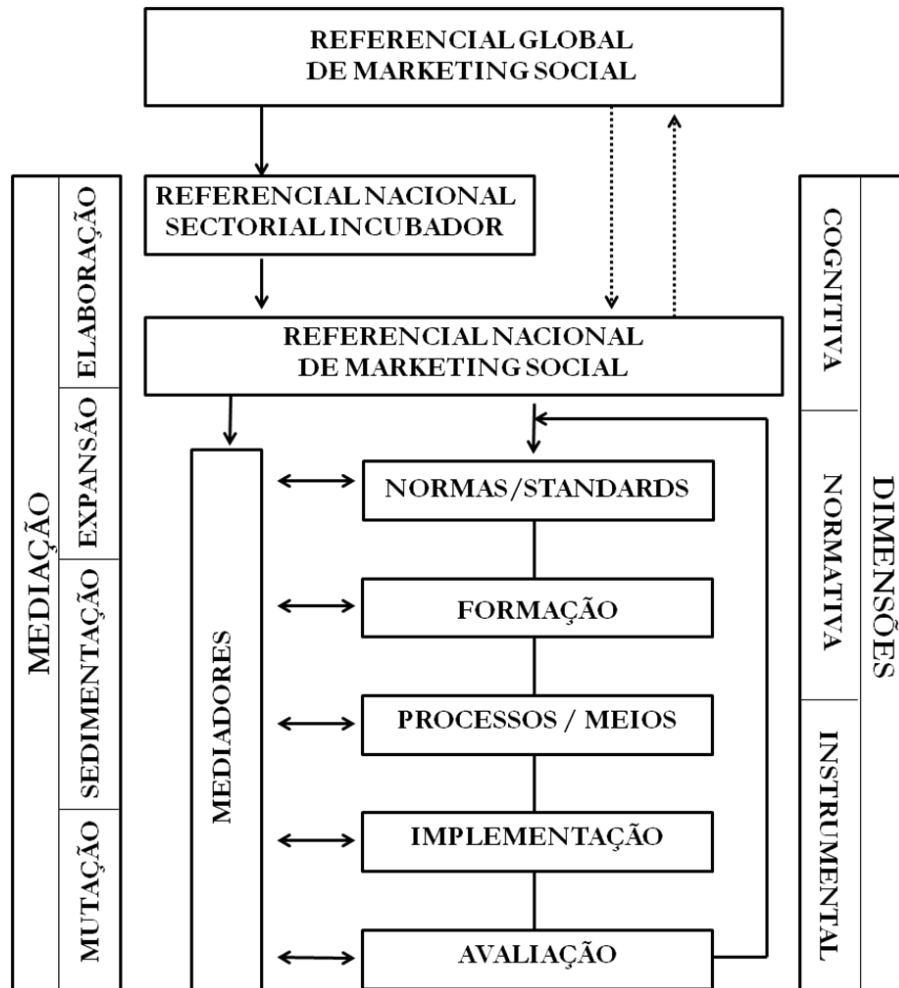 REFERENCIAL GLOBAL
DE MARKETING SOCIAL
REFERENCIAL NACIONAL
SECTORIAL INCUBADOR
REFERENCIAL NACIONAL
DE MARKETING SOCIAL
MEDIAÇÃO
ELABORAÇÃO
EXPANSÃO
SEDIMENTAÇÃO
MUTAÇÃO
MEDIADORES
NORMAS/STANDARDS
FORMAÇÃO
PROCESSOS / MEIOS
IMPLEMENTAÇÃO
AVALIAÇÃO
COGNITIVA
NORMATIVA
INSTRUMENTAL
DIMENSÕES